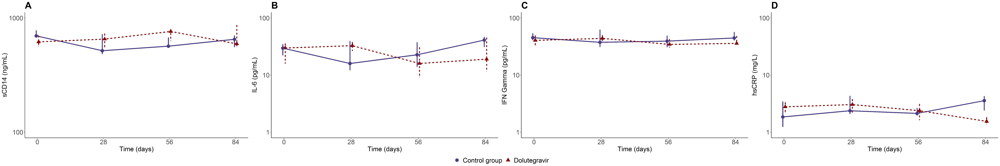 A
1000
100
sCD14 (ng/mL)
0 28 56 84
Time (days)
B
100
10
1
IL-6 (pg/mL)
0 28 56 84
Time (days)
C
100
10
1
IFN Gamma (pg/mL)
0 28 56 84
Time (days)
D
100
10
1
hsCRP (mg/L)
0 28 56 84
Time (days)
Control group Dolutegravir